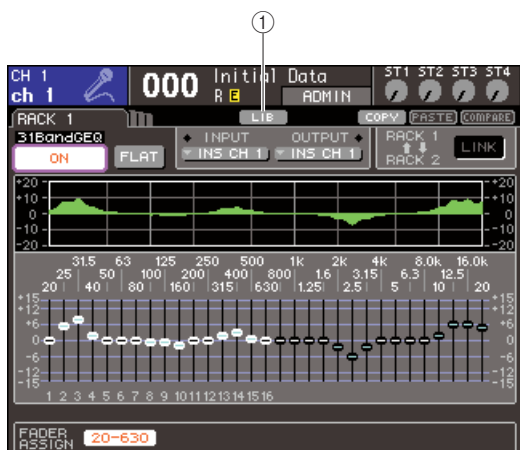 1
CH 1
ch 1
000
Initial Data
R E
ADMIN
ST1 ST2 ST3 ST4
RACK 1
LIB
COPY
PASTE
COMPARE
31BandGEQ
ON
FLAT
INPUT
INS CH 1
OUTPUT
INS CH 1
RACK 1
RACK 2
LINK
+20
+10
0
-10
-20
+20
+10
0
-10
-20
31.5 63 125 250 500 1k 2k 4k 8.0k 16.0k
25 50 100 200 400 800 1.6 3.15 6.3 12.5
20 40 80 160 315 630 1.25 2.5 5 10 20
+15
+12
+6
0
-6
-12
-15
+15
+12
+6
0
-6
-12
-15
1 2 3 4 5 6 7 8 9 10 11 12 13 14 15 16
FADER
ASSIGN
20-630